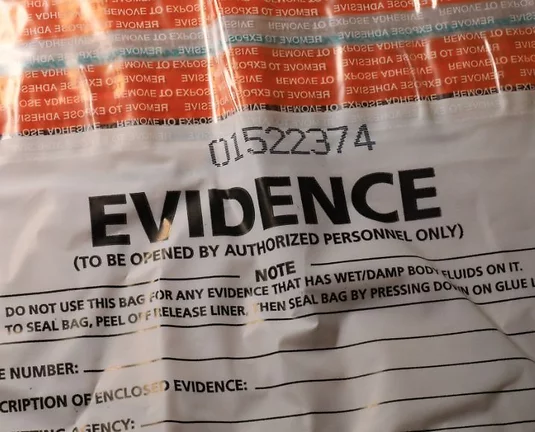 REMOVE TO EXPOSE ADHESIVE
01522374
EVIDENCE
(TO BE OPENED BY AUTHORIZED PERSONNEL ONLY)
NOTE
DO NOT USE THIS BAG FOR ANY EVIDENCE THAT HAS WET/DAMP BODY FLUIDS ON IT.
TO SEAL BAG, PEEL OFF RELEASE LINER, THEN SEAL BAG BY PRESSING DOWN ON GLUE L
E NUMBER:
CRIPTION OF ENCLOSED EVIDENCE:
TTING AGENCY: